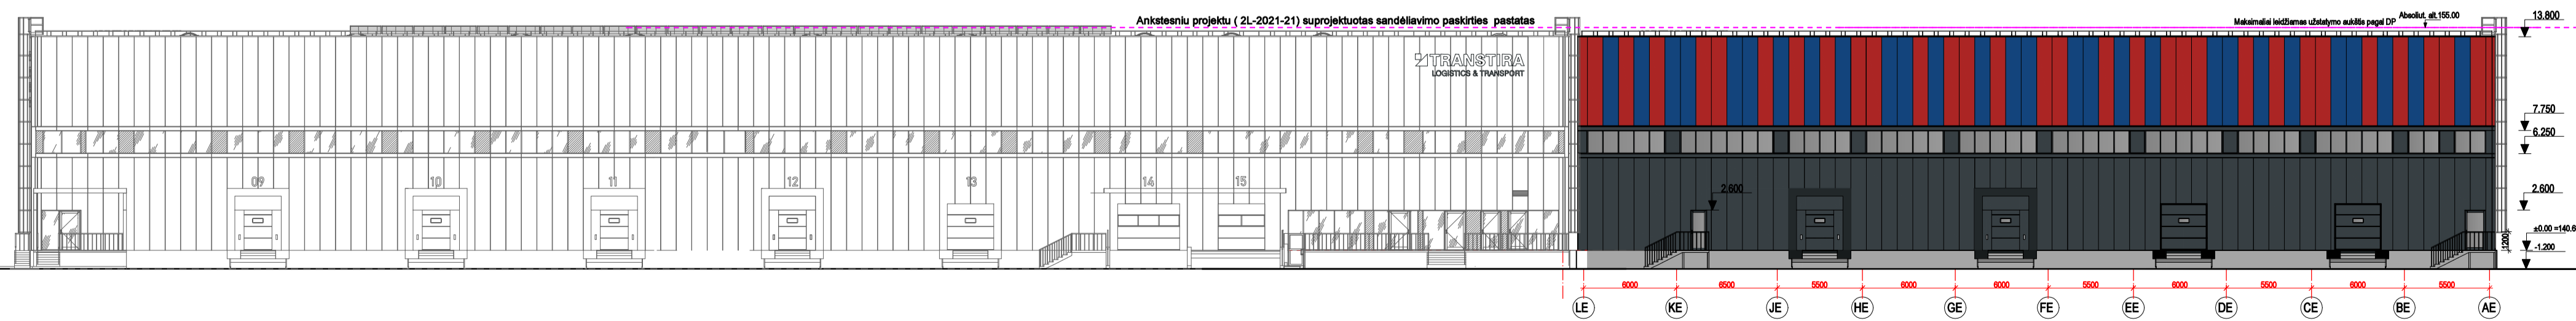 Ankstesniu projektu ( 2L-2021-21) suprojektuotas sandėliavimo paskirties pastatas
Maksimaliai leidžiamas užstatymo aukštis pagal DP
Absoliut. alt.155.00
13.800
TRANSTIRA
LOGISTICS & TRANSPORT
7.750
6.250
09 10 11 12 13 14 15
2.600
2.600
±0.00 =140.6
1200
-1.200
6000 6500 5500 6000 6000 5500 6000 5500 6000 5500
LE KE JE HE GE FE EE DE CE BE AE